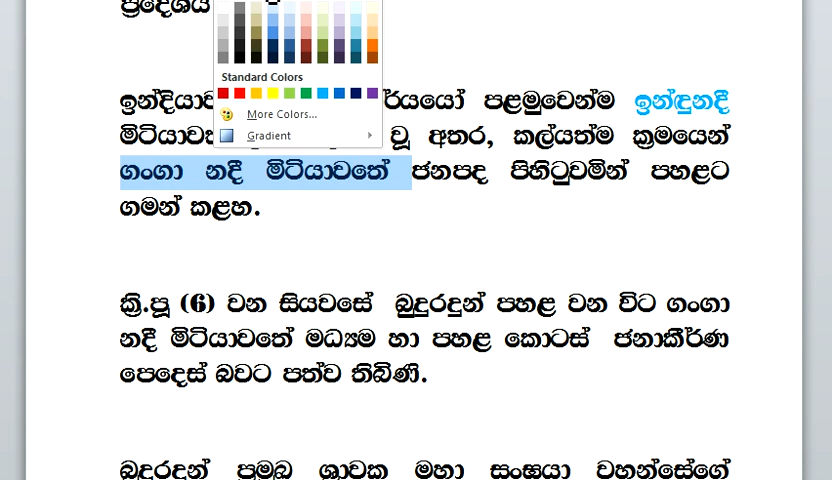 ප්‍රදේශය
Standard Colors
More Colors...
Gradient
ඉන්දියාව ර්යයෝ පළමුවෙන්ම ඉන්ඳුනදී
මිටියාව වූ අතර, කල්යත්ම ක්‍රමයෙන්
ගංගා නදී මිටියාවතේ ජනපද පිහිටුවමින් පහළට
ගමන් කළහ.
ක්‍රි.පූ (6) වන සියවසේ බුදුරදුන් පහළ වන විට ගංගා
නදී මිටියාවතේ මධ්‍යම හා පහළ කොටස් ජනාකීර්ණ
පෙදෙස් බවට පත්ව තිබිණි.
බුදුරදුන් ප්‍රමුඛ ශ්‍රාවක මහා සංඝයා වහන්සේගේ